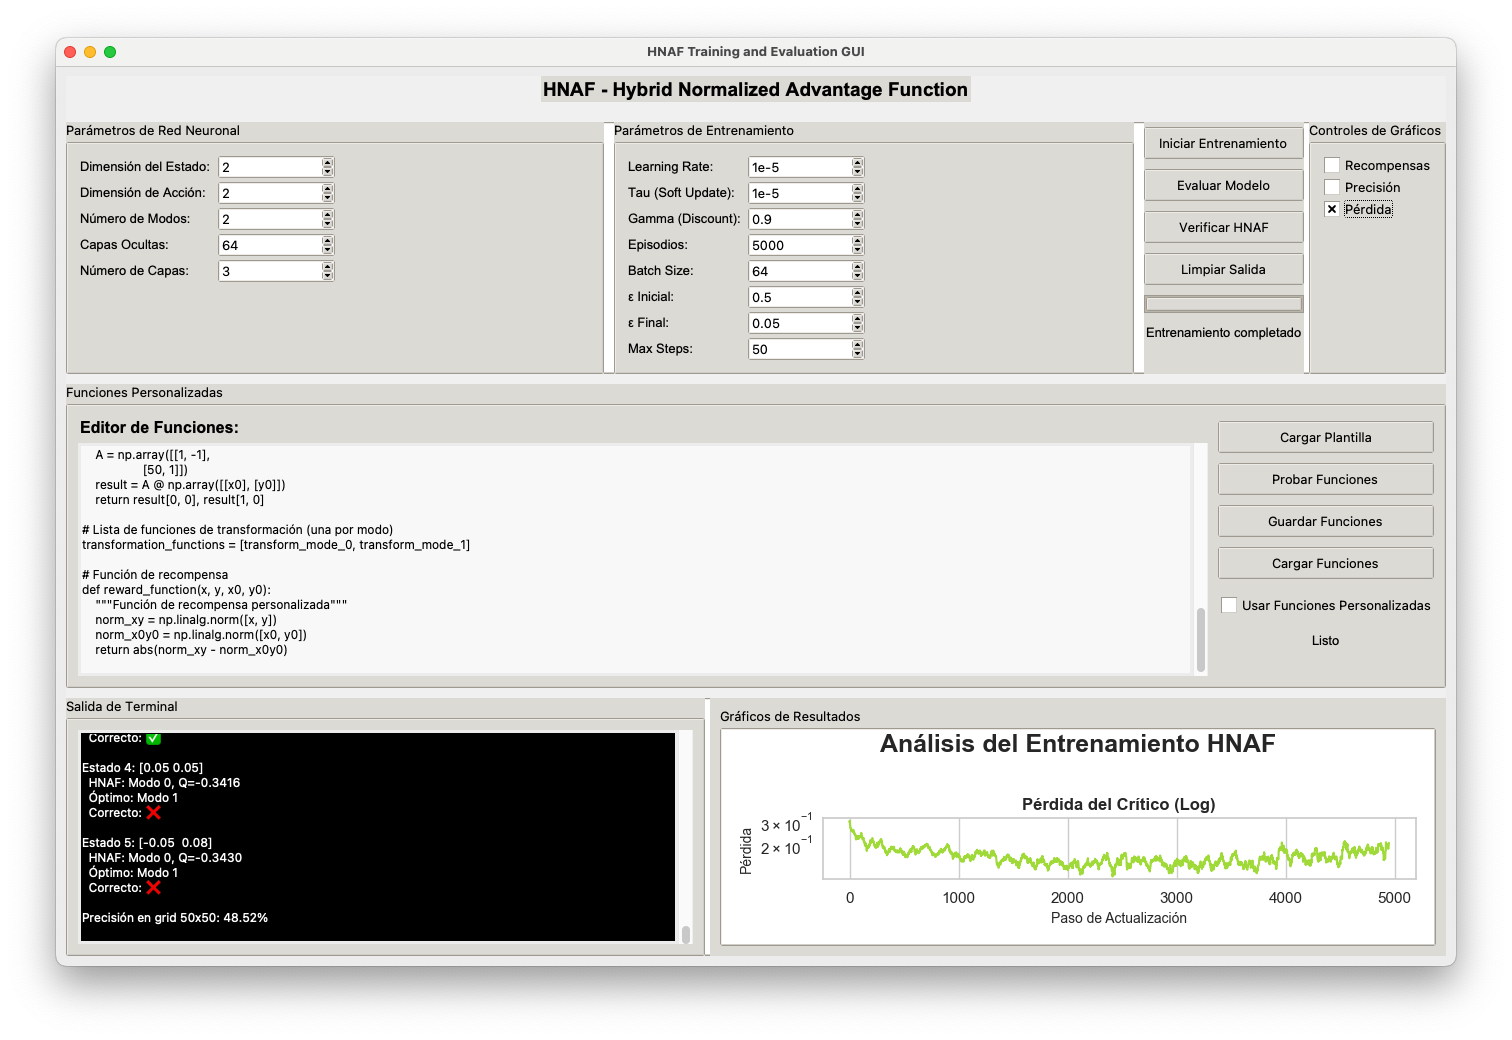 HNAF Training and Evaluation GUI
HNAF - Hybrid Normalized Advantage Function
Parámetros de Red Neuronal
Dimensión del Estado: 2
Dimensión de Acción: 2
Número de Modos: 2
Capas Ocultas: 64
Número de Capas: 3
Parámetros de Entrenamiento
Learning Rate: 1e-5
Tau (Soft Update): 1e-5
Gamma (Discount): 0.9
Episodios: 5000
Batch Size: 64
ε Inicial: 0.5
ε Final: 0.05
Max Steps: 50
Iniciar Entrenamiento
Evaluar Modelo
Verificar HNAF
Limpiar Salida
Entrenamiento completado
Controles de Gráficos
Recompensas
Precisión
Pérdida
Funciones Personalizadas
Editor de Funciones:
A = np.array([[1, -1],
[50, 1]])
result = A @ np.array([[x0], [y0]])
return result[0, 0], result[1, 0]
# Lista de funciones de transformación (una por modo)
transformation_functions = [transform_mode_0, transform_mode_1]
# Función de recompensa
def reward_function(x, y, x0, y0):
"""Función de recompensa personalizada"""
norm_xy = np.linalg.norm([x, y])
norm_x0y0 = np.linalg.norm([x0, y0])
return abs(norm_xy - norm_x0y0)
Cargar Plantilla
Probar Funciones
Guardar Funciones
Cargar Funciones
Usar Funciones Personalizadas
Listo
Salida de Terminal
Correcto: ✅
Estado 4: [0.05 0.05]
HNAF: Modo 0, Q=-0.3416
Óptimo: Modo 1
Correcto: ❌
Estado 5: [-0.05  0.08]
HNAF: Modo 0, Q=-0.3430
Óptimo: Modo 1
Correcto: ❌
Precisión en grid 50x50: 48.52%
Gráficos de Resultados
Análisis del Entrenamiento HNAF
Pérdida del Crítico (Log)
Pérdida
3 × 10⁻¹
2 × 10⁻¹
0 1000 2000 3000 4000 5000
Paso de Actualización